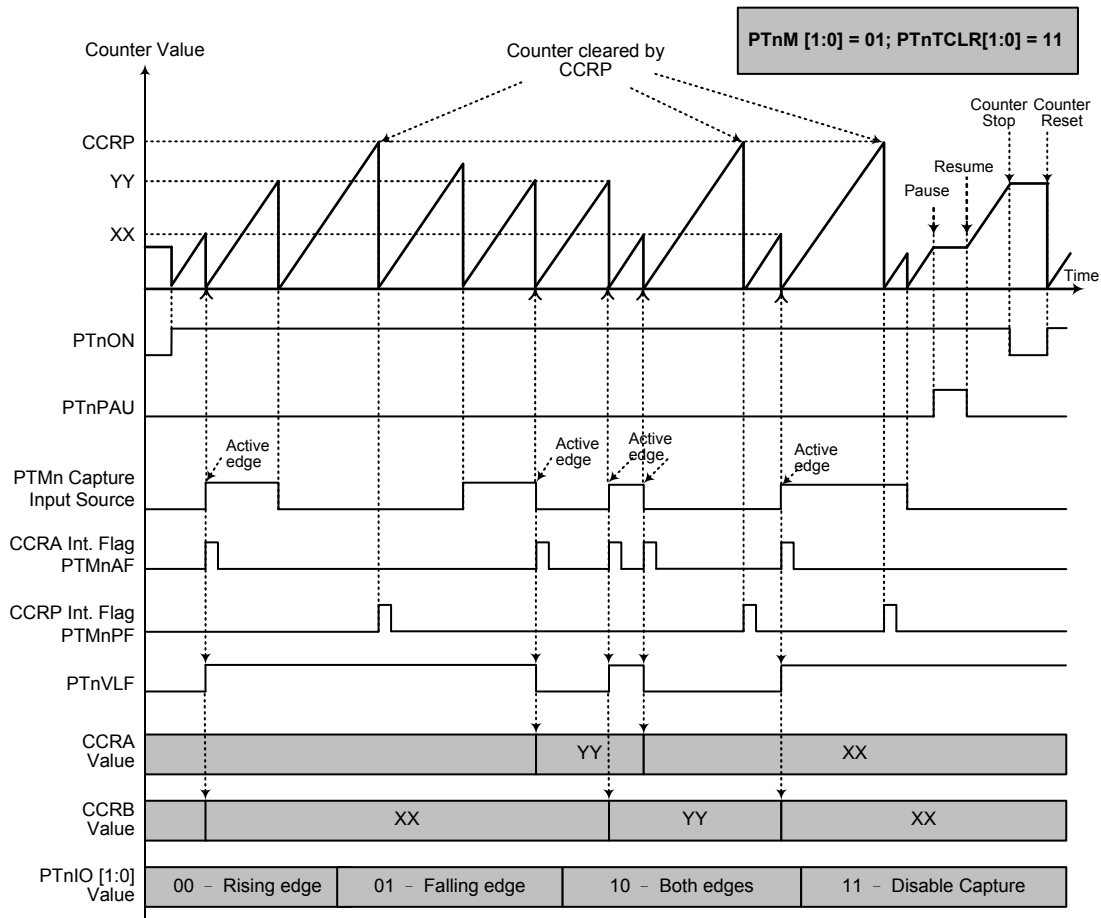 PTnM [1:0] = 01; PTnTCLR[1:0] = 11
Counter Value
Counter cleared by
CCRP
Counter
Stop
Counter
Reset
CCRP
YY
XX
Pause
Resume
Time
PTnON
PTnPAU
PTMn Capture
Input Source
Active
edge
Active
edge
Active
edge
Active
edge
CCRA Int. Flag
PTMnAF
CCRP Int. Flag
PTMnPF
PTnVLF
CCRA
Value
YY
XX
CCRB
Value
XX
YY
XX
PTnIO [1:0]
Value
00 – Rising edge
01 – Falling edge
10 – Both edges
11 – Disable Capture